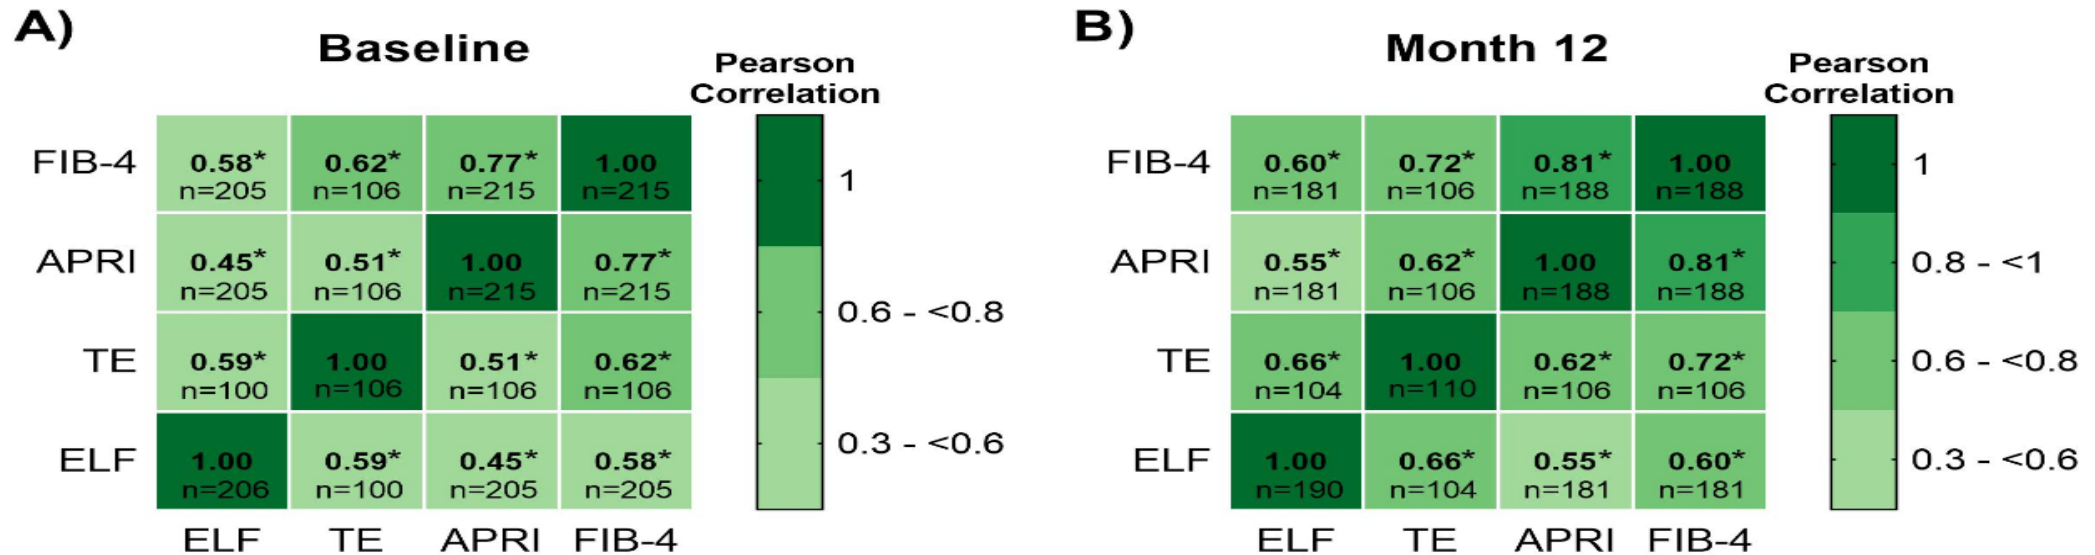 A)
Baseline
Pearson
Correlation
FIB-4
0.58* 0.62* 0.77* 1.00
n=205 n=106 n=215 n=215
APRI
0.45* 0.51* 1.00 0.77*
n=205 n=106 n=215 n=215
TE
0.59* 1.00 0.51* 0.62*
n=100 n=106 n=106 n=106
ELF
1.00 0.59* 0.45* 0.58*
n=206 n=100 n=205 n=205
ELF TE APRI FIB-4
1
0.6 - <0.8
0.3 - <0.6
B)
Month 12
Pearson
Correlation
FIB-4
0.60* 0.72* 0.81* 1.00
n=181 n=106 n=188 n=188
APRI
0.55* 0.62* 1.00 0.81*
n=181 n=106 n=188 n=188
TE
0.66* 1.00 0.62* 0.72*
n=104 n=110 n=106 n=106
ELF
1.00 0.66* 0.55* 0.60*
n=190 n=104 n=181 n=181
ELF TE APRI FIB-4
1
0.8 - <1
0.6 - <0.8
0.3 - <0.6